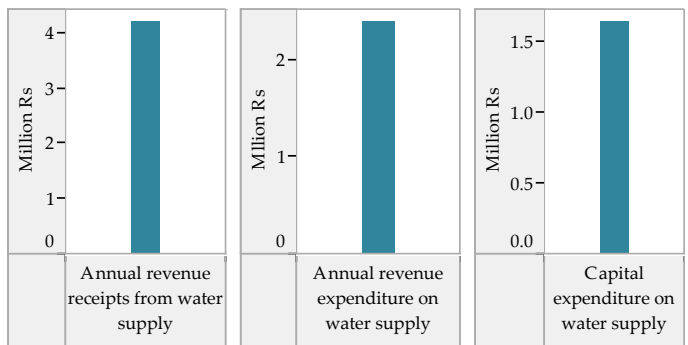 Million Rs
4
3
2
1
0
Annual revenue
receipts from water
supply
Mllion Rs
2
1
0
Annual revenue
expenditure on
water supply
Million Rs
1.5
1.0
0.5
0.0
Capital
expenditure on
water supply